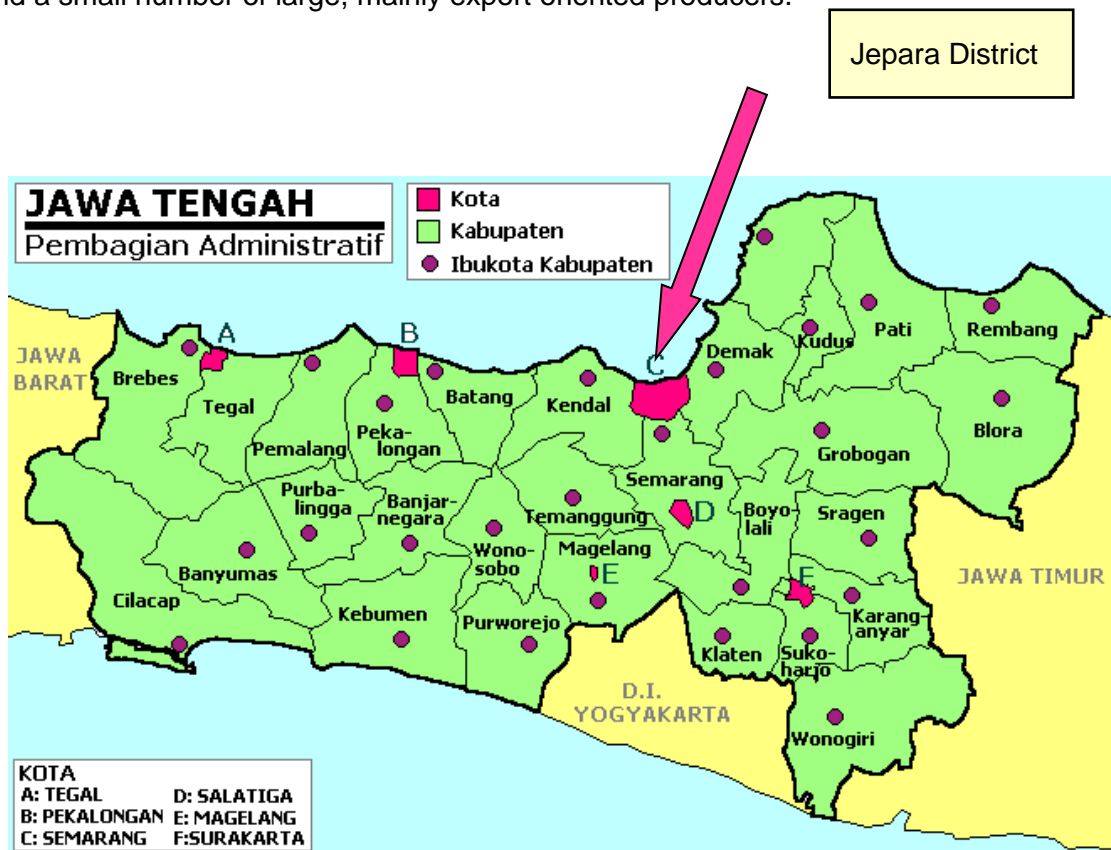 nd a small number of large, mainly export oriented producers.
Jepara District
JAWA TENGAH
Pembagian Administratif
Kota
Kabupaten
Ibukota Kabupaten
JAWA
BARAT
Brebes
A
Tegal
Pemalang
B
Peka-
longan
Batang
Kendal
C
Demak
Kudus
Pati
Rembang
Blora
Grobogan
Semarang
D
Boyo-
lali
Sragen
Purba-
lingga
Banjar-
negara
Wono-
sobo
Temanggung
Magelang
E
Banyumas
Cilacap
Kebumen
Purworejo
Klaten
F
Suko-
harjo
Karang-
anyar
Wonogiri
JAWA TIMUR
D.I.
YOGYAKARTA
KOTA
A: TEGAL D: SALATIGA
B: PEKALONGAN E: MAGELANG
C: SEMARANG F:SURAKARTA